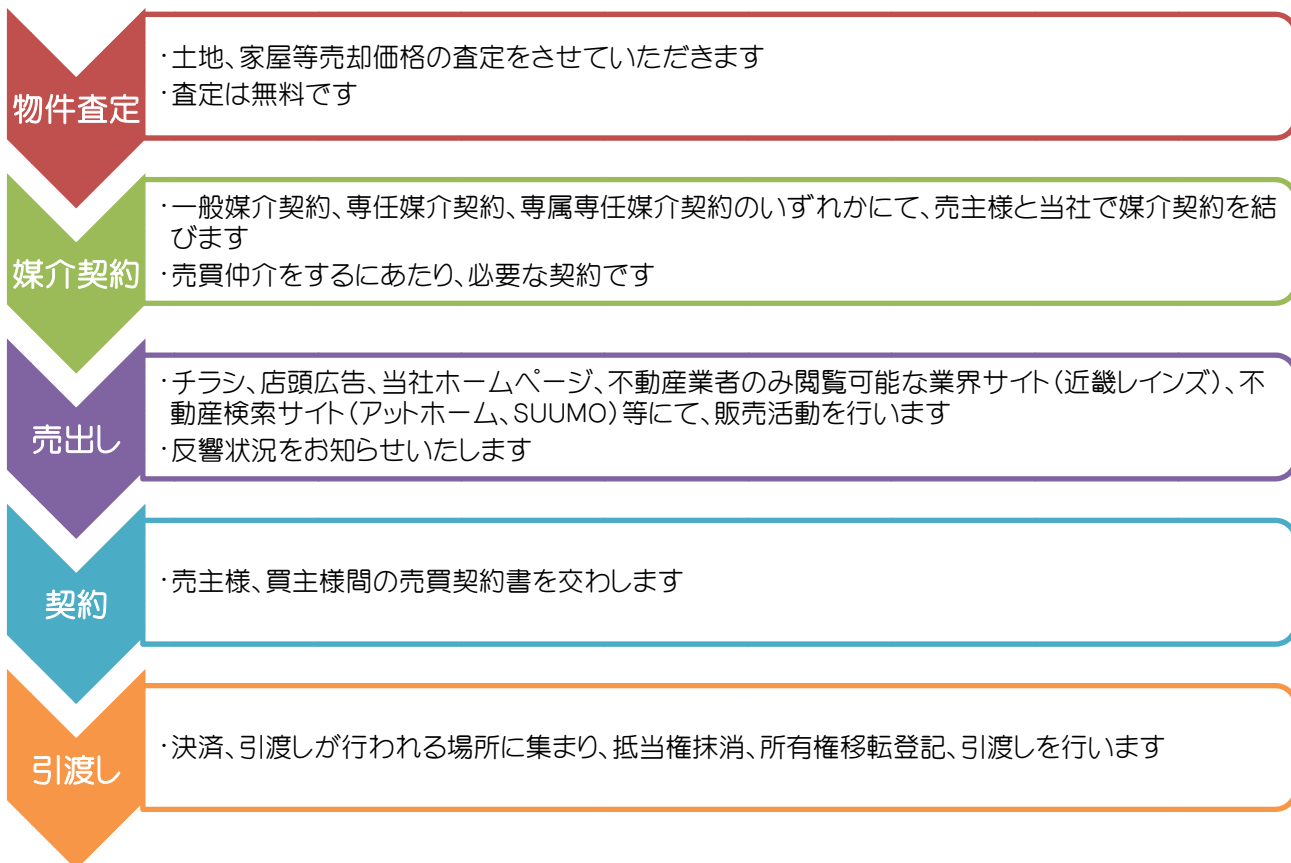 物件査定
・土地、家屋等売却価格の査定をさせていただきます
・査定は無料です
媒介契約
・一般媒介契約、専任媒介契約、専属専任媒介契約のいずれかにて、売主様と当社で媒介契約を結
びます
・売買仲介をするにあたり、必要な契約です
売出し
・チラシ、店頭広告、当社ホームページ、不動産業者のみ閲覧可能な業界サイト（近畿レインズ）、不
動産検索サイト（アットホーム、SUUMO）等にて、販売活動を行います
・反響状況をお知らせいたします
契約
・売主様、買主様間の売買契約書を交わします
引渡し
・決済、引渡しが行われる場所に集まり、抵当権抹消、所有権移転登記、引渡しを行います